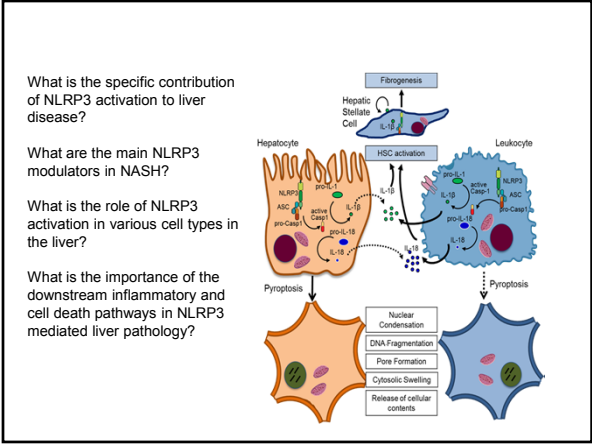 What is the specific contribution
of NLRP3 activation to liver
disease?
What are the main NLRP3
modulators in NASH?
What is the role of NLRP3
activation in various cell types in
the liver?
What is the importance of the
downstream inflammatory and
cell death pathways in NLRP3
mediated liver pathology?
Fibrogenesis
Hepatic
Stellate
Cell
IL-1β
HSC activation
Hepatocyte
Leukocyte
NLRP3
ASC
pro-Casp1
pro-IL-1
active
Casp1
IL-1β
pro-IL-18
IL-18
IL-1β
IL-18
pro-IL-1
IL-1β
active
Casp-1
NLRP3
ASC
pro-Casp1
pro-IL-18
IL-18
Pyroptosis
Pyroptosis
Nuclear
Condensation
DNA Fragmentation
Pore Formation
Cytosolic Swelling
Release of cellular
contents